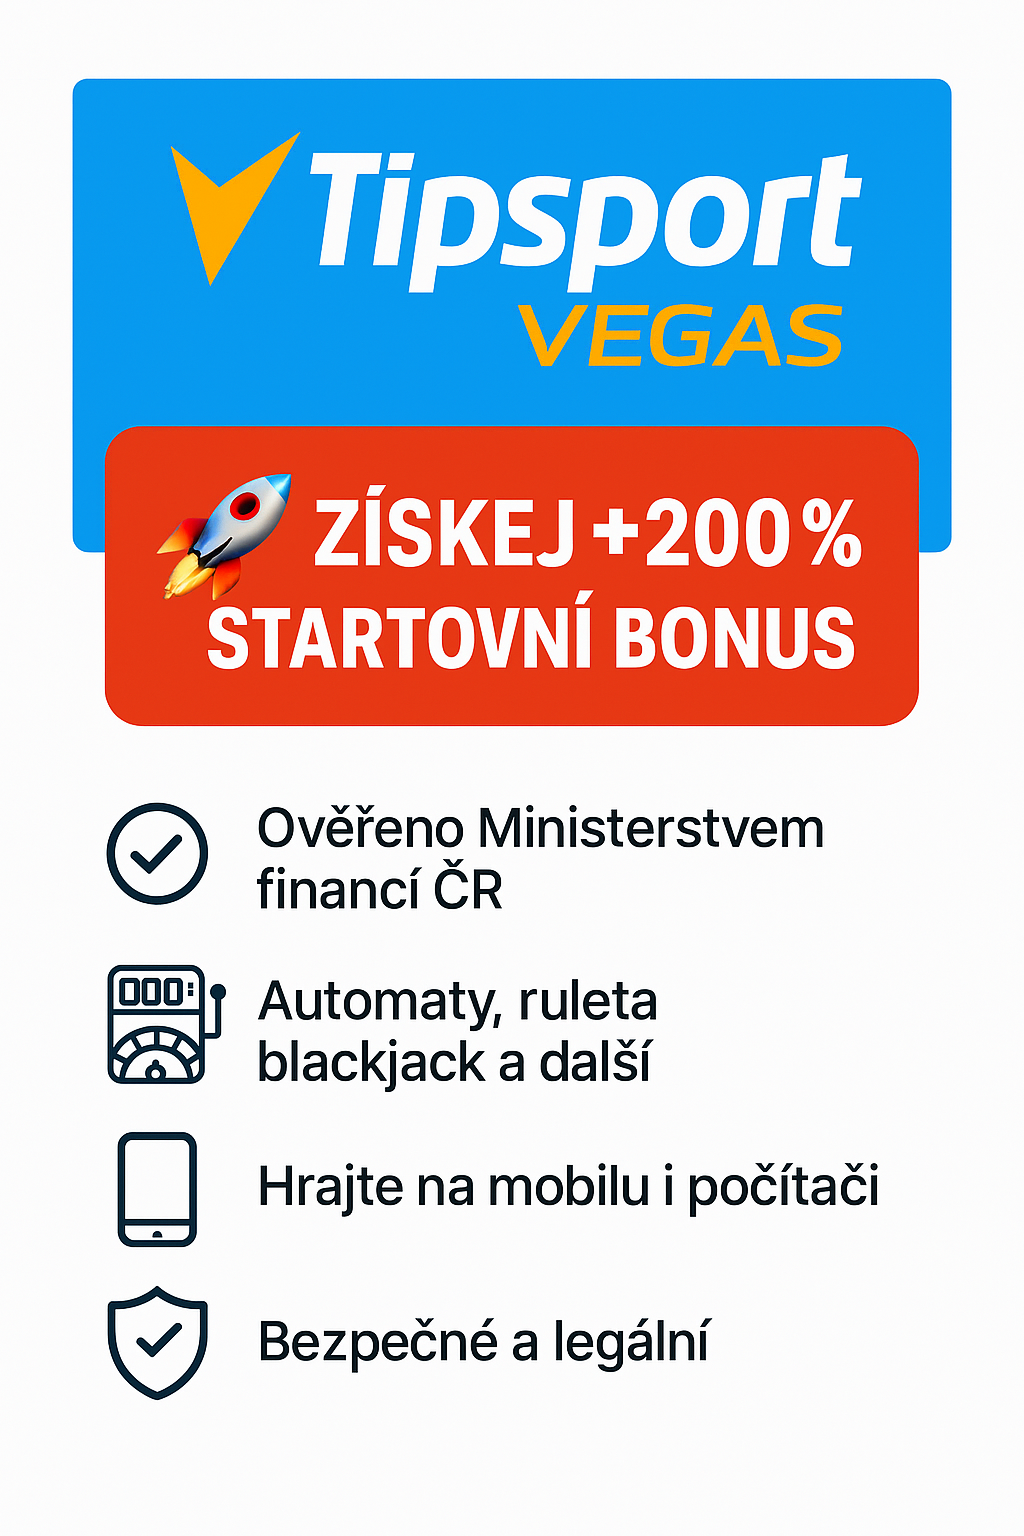 Tipsport
VEGAS
ZÍSKEJ +200 %
STARTOVNÍ BONUS
Ověřeno Ministerstvem
financí ČR
000:
Automaty, ruleta
blackjack a další
Hrajte na mobilu i počítači
Bezpečné a legální